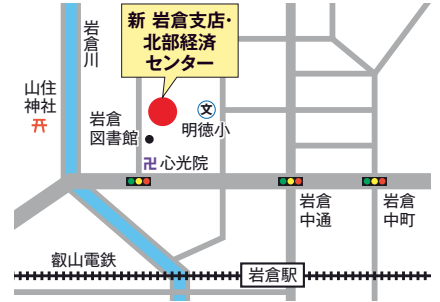 新 岩倉支店・
北部経済
センター
岩倉川
山住
神社
岩倉
図書館
文
明徳小
卍心光院
岩倉
中通
岩倉
中町
叡山電鉄
岩倉駅